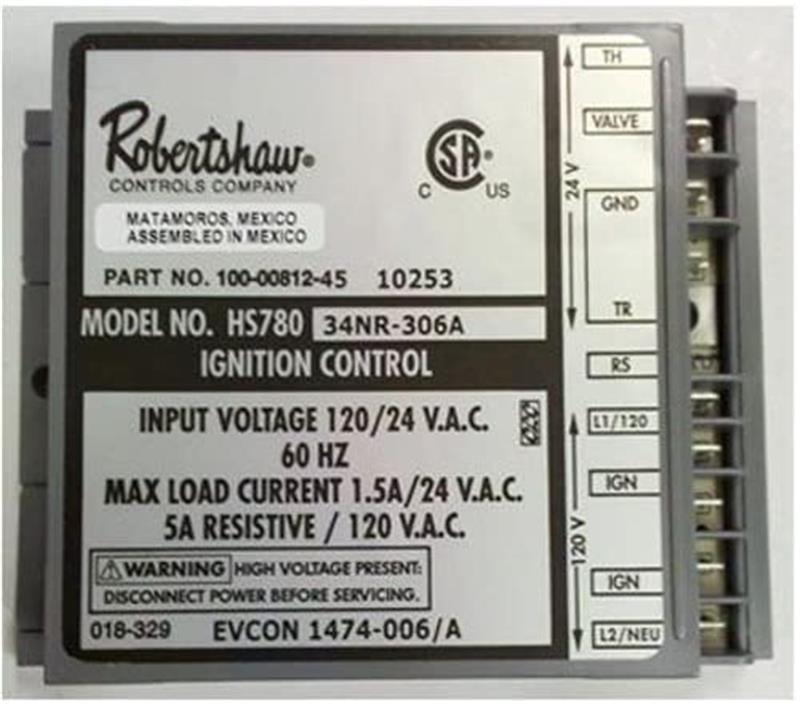 Robertshaw®
CONTROLS COMPANY
CSA®
C US
MATAMOROS, MEXICO
ASSEMBLED IN MEXICO
PART NO. 100-00812-45 10253
MODEL NO. HS780 34NR-306A
IGNITION CONTROL
INPUT VOLTAGE 120/24 V.A.C.
60 HZ
MAX LOAD CURRENT 1.5A/24 V.A.C.
5A RESISTIVE / 120 V.A.C.
WARNING HIGH VOLTAGE PRESENT:
DISCONNECT POWER BEFORE SERVICING.
018-329 EVCON 1474-006/A
24 V
TH
VALVE
GND
TR
RS
120 V
L1/120
IGN
IGN
L2/NEU